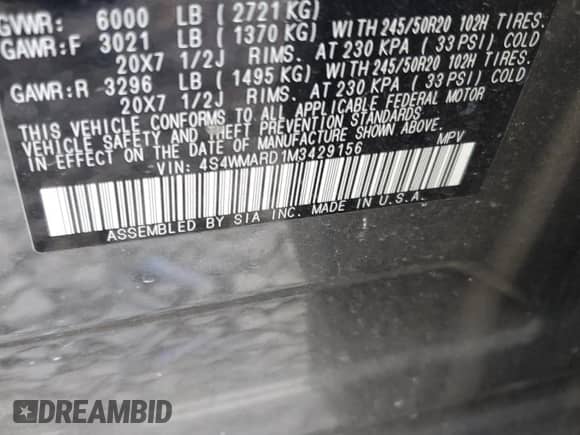 GVWR: 6000 LB ( 2721 KG)
GAWR:F 3021 LB ( 1370 KG) WITH 245/50R20 102H TIRES.
20X7 1/2J RIMS. AT 230 KPA ( 33 PSI) COLD
GAWR:R 3296 LB ( 1495 KG) WITH 245/50R20 102H TIRES.
20X7 1/2J RIMS. AT 230 KPA ( 33 PSI) COLD
THIS VEHICLE CONFORMS TO ALL APPLICABLE FEDERAL MOTOR
VEHICLE SAFETY AND THEFT PREVENTION STANDARDS
IN EFFECT ON THE DATE OF MANUFACTURE SHOWN ABOVE.
VIN: 4S4WMARD1M3429156 MPV
ASSEMBLED BY SIA INC. MADE IN U.S.A.
DREAMBID